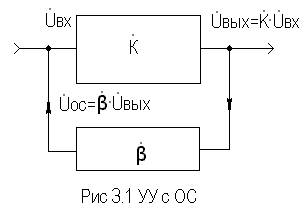 U̇вх
U̇вых=K̇·U̇вх
K̇
U̇ос=β̇·U̇вых
β̇
Рис 3.1 УУ с ОС